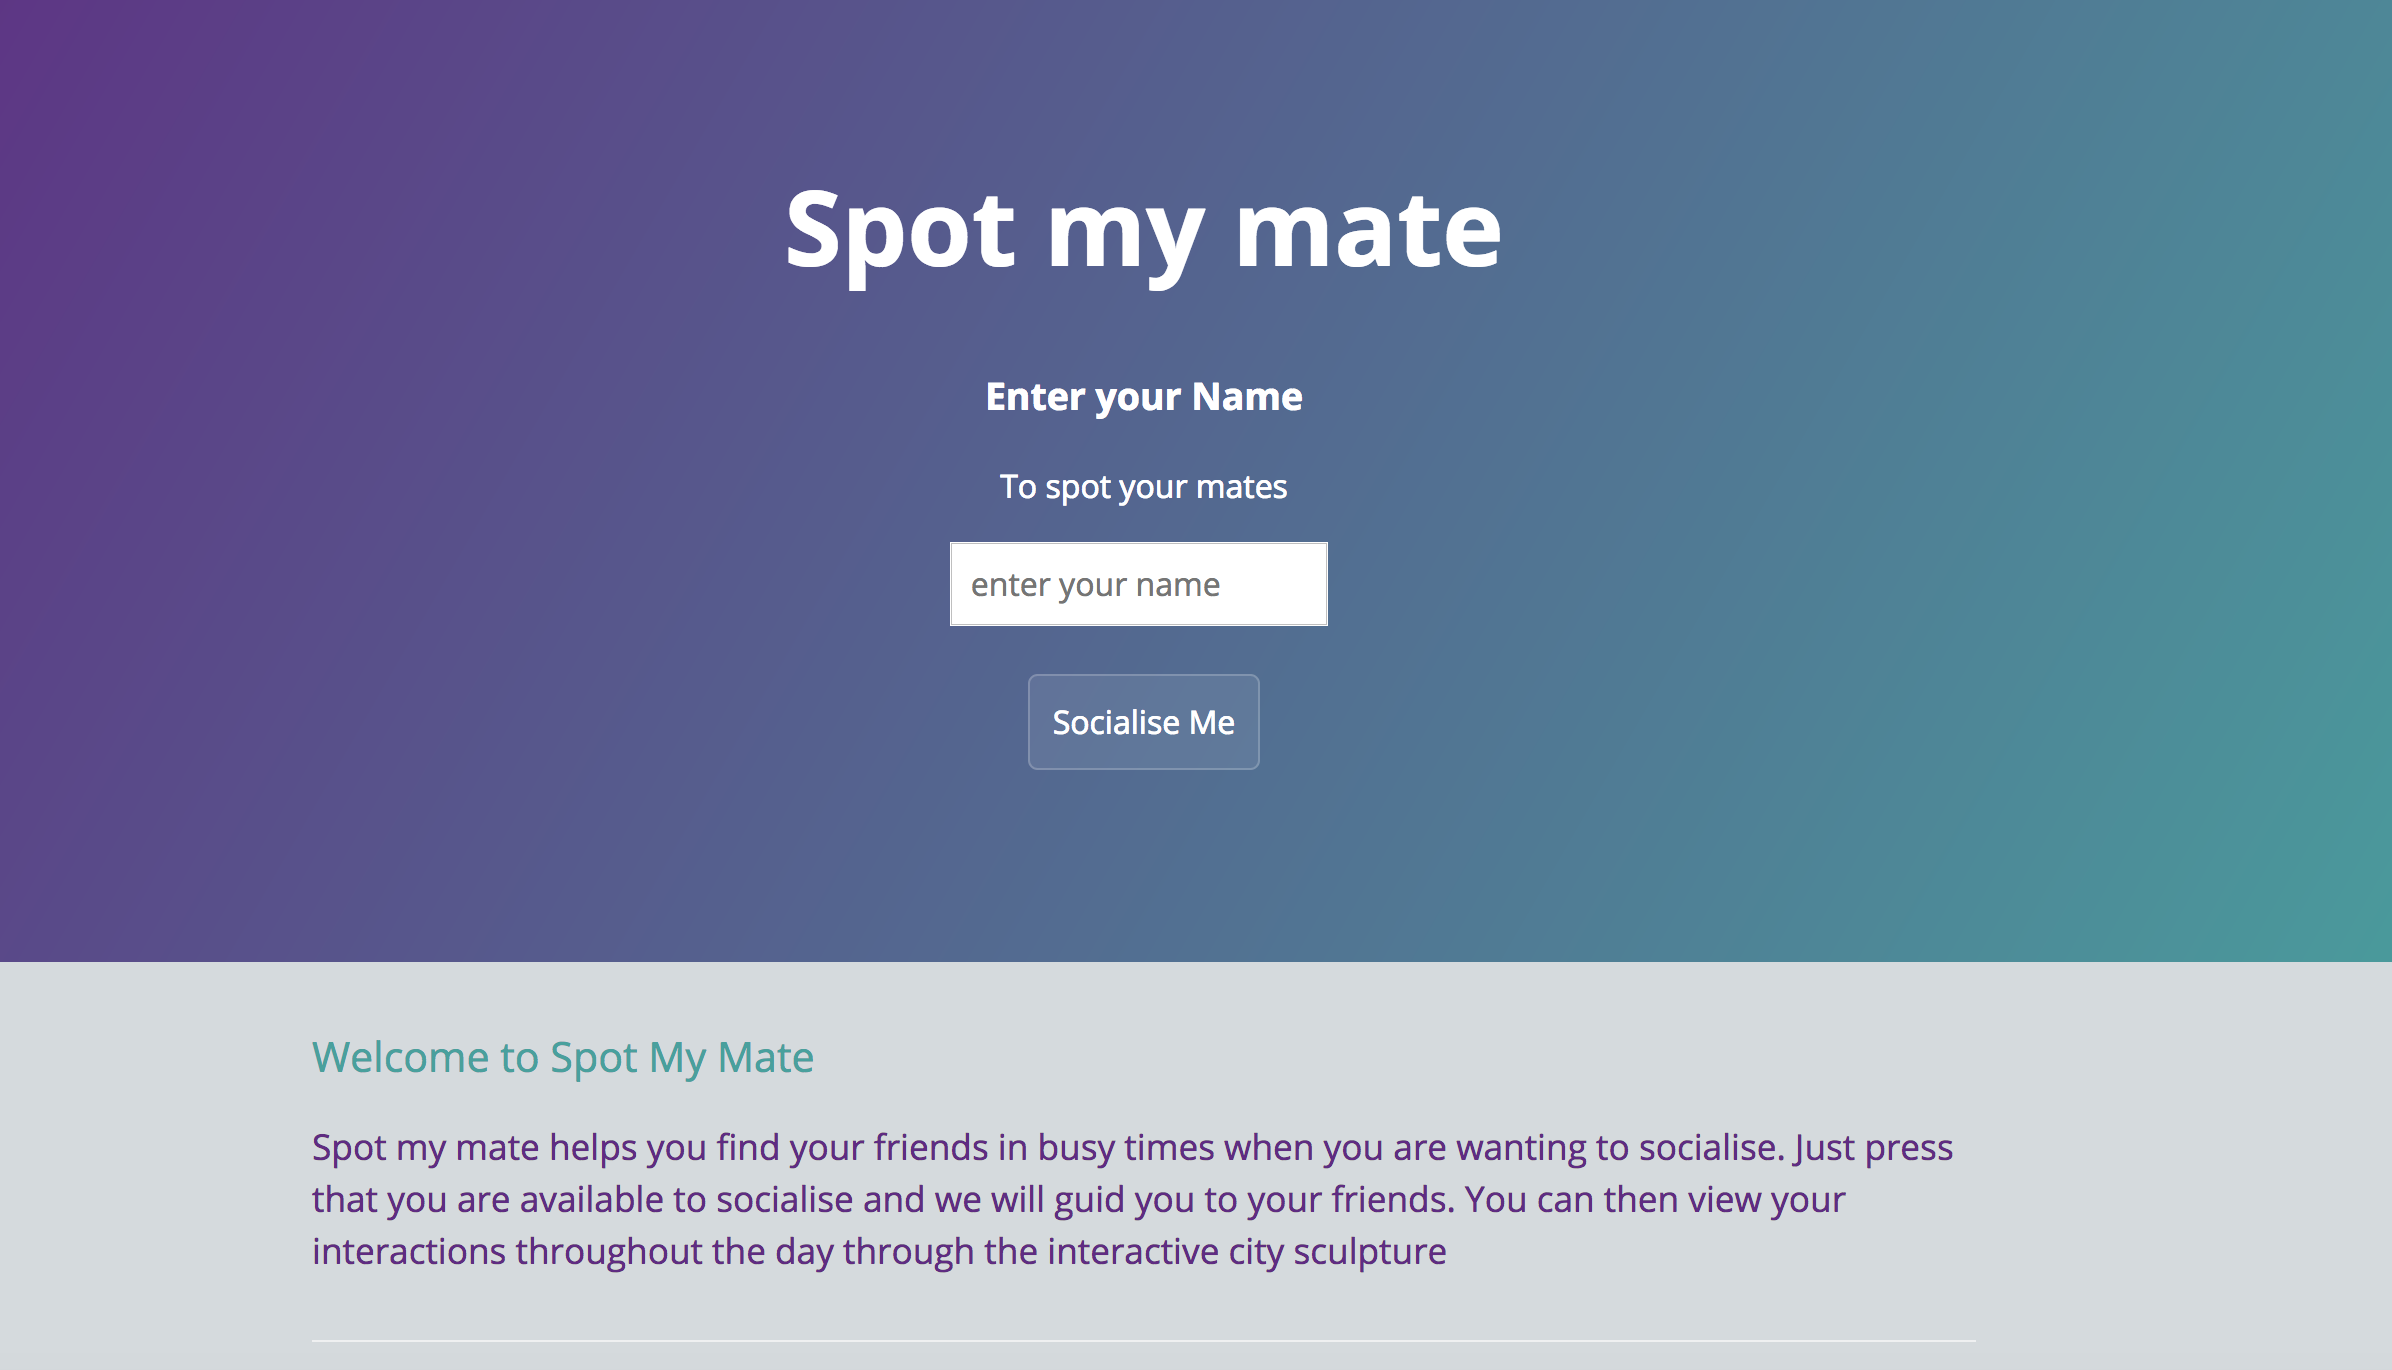 Spot my mate
Enter your Name
To spot your mates
enter your name
Socialise Me
Welcome to Spot My Mate
Spot my mate helps you find your friends in busy times when you are wanting to socialise. Just press
that you are available to socialise and we will guid you to your friends. You can then view your
interactions throughout the day through the interactive city sculpture